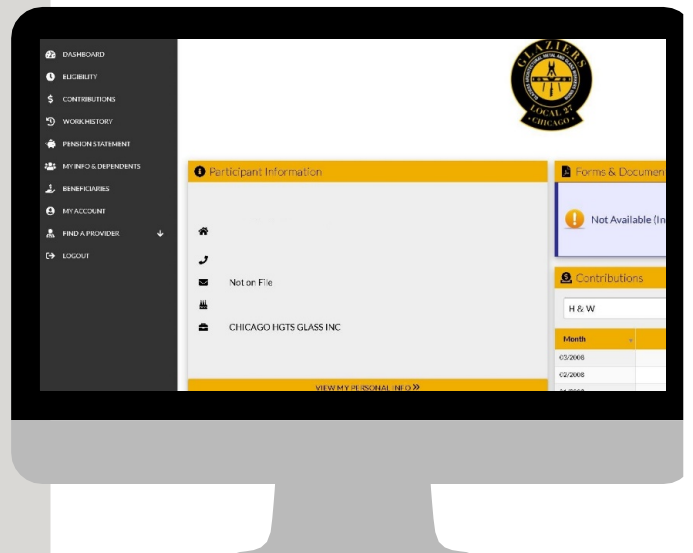 DASHBOARD
ELIGIBILITY
CONTRIBUTIONS
WORK HISTORY
PENSION STATEMENT
MY INFO & DEPENDENTS
BENEFICIARIES
MY ACCOUNT
FIND A PROVIDER
LOGOUT
GLAZIERS
LOCAL 27
CHICAGO
Participant Information
Not on File
CHICAGO HGTS GLASS INC
VIEW MY PERSONAL INFO
Forms & Documen
Not Available (In
Contributions
H & W
Month
03/2008
02/2008